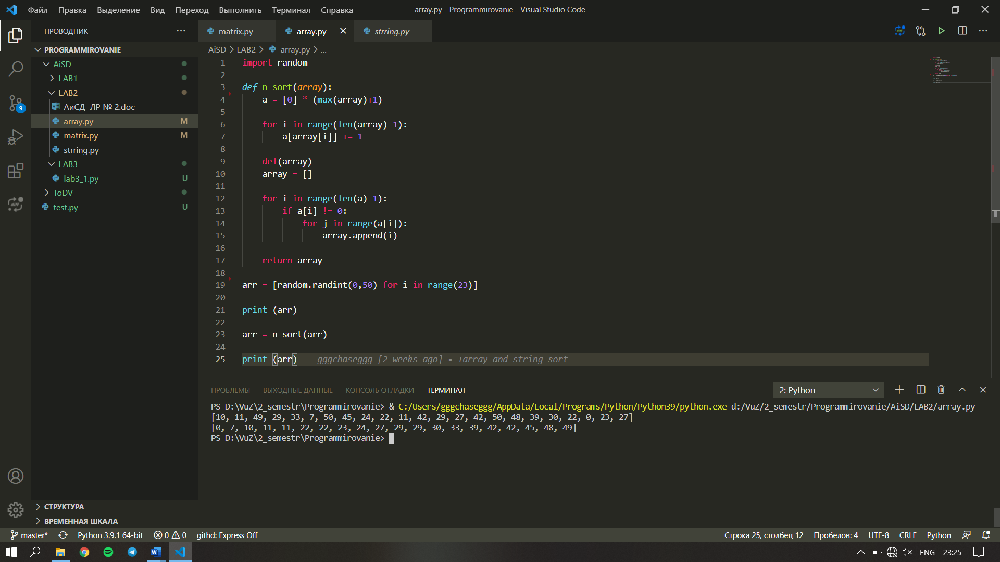 Файл Правка Выделение Вид Переход Выполнить Терминал Справка
array.py - Programmirovanie - Visual Studio Code
ПРОВОДНИК
PROGRAMMIROVANIE
AiSD
LAB1
LAB2
АиСД ЛР № 2.doc
array.py M
matrix.py M
strring.py
LAB3
lab3_1.py U
ToDV
test.py U
СТРУКТУРА
ВРЕМЕННАЯ ШКАЛА
9
diff
matrix.py array.py strring.py
AiSD > LAB2 > array.py > ...
1 import random
2
3 def n_sort(array):
4 a = [0] * (max(array)+1)
5
6 for i in range(len(array)-1):
7 a[array[i]] += 1
8
9 del(array)
10 array = []
11
12 for i in range(len(a)-1):
13 if a[i] != 0:
14 for j in range(a[i]):
15 array.append(i)
16
17 return array
18
19 arr = [random.randint(0,50) for i in range(23)]
20
21 print (arr)
22
23 arr = n_sort(arr)
24
25 print (arr) gggchaseggg [2 weeks ago] • +array and string sort
ПРОБЛЕМЫ ВЫХОДНЫЕ ДАННЫЕ КОНСОЛЬ ОТЛАДКИ ТЕРМИНАЛ
2: Python
PS D:\VuZ\2_semestr\Programmirovanie> & C:/Users/gggchaseggg/AppData/Local/Programs/Python/Python39/python.exe d:/VuZ/2_semestr/Programmirovanie/AiSD/LAB2/array.py
[10, 11, 49, 29, 33, 7, 50, 45, 24, 22, 11, 42, 29, 27, 42, 50, 48, 39, 30, 22, 0, 23, 27]
[0, 7, 10, 11, 11, 22, 22, 23, 24, 27, 29, 29, 30, 33, 39, 42, 42, 45, 48, 49]
PS D:\VuZ\2_semestr\Programmirovanie>
master* Python 3.9.1 64-bit 0 0 githd: Express Off
Строка 25, столбец 12 Пробелов: 4 UTF-8 CRLF Python
ENG 23:25